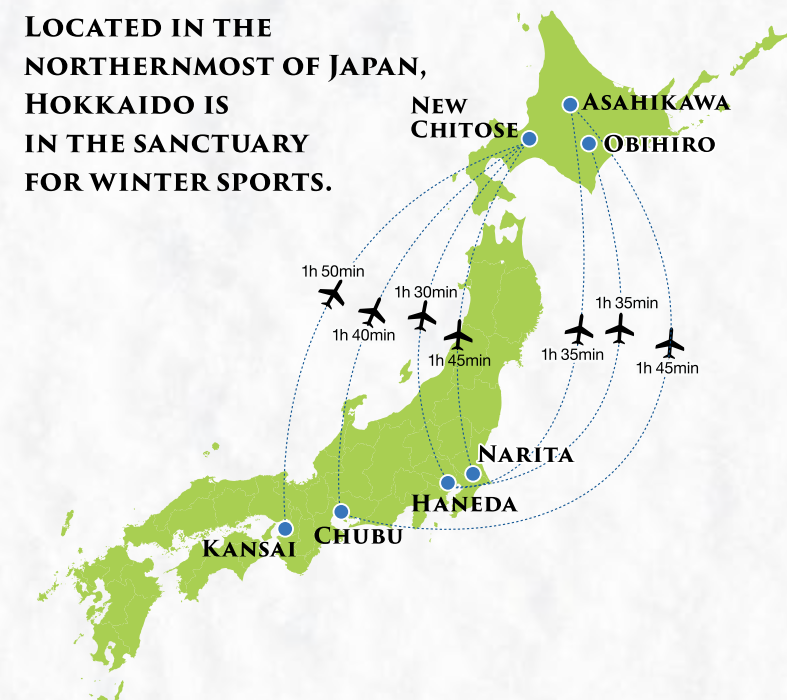 LOCATED IN THE
NORTHERNMOST OF JAPAN,
HOKKAIDO IS
IN THE SANCTUARY
FOR WINTER SPORTS.
NEW
CHITOSE
ASAHIKAWA
OBIHIRO
1h 50min
1h 40min
1h 30min
1h 45min
1h 35min
1h 35min
1h 45min
NARITA
HANEDA
CHUBU
KANSAI